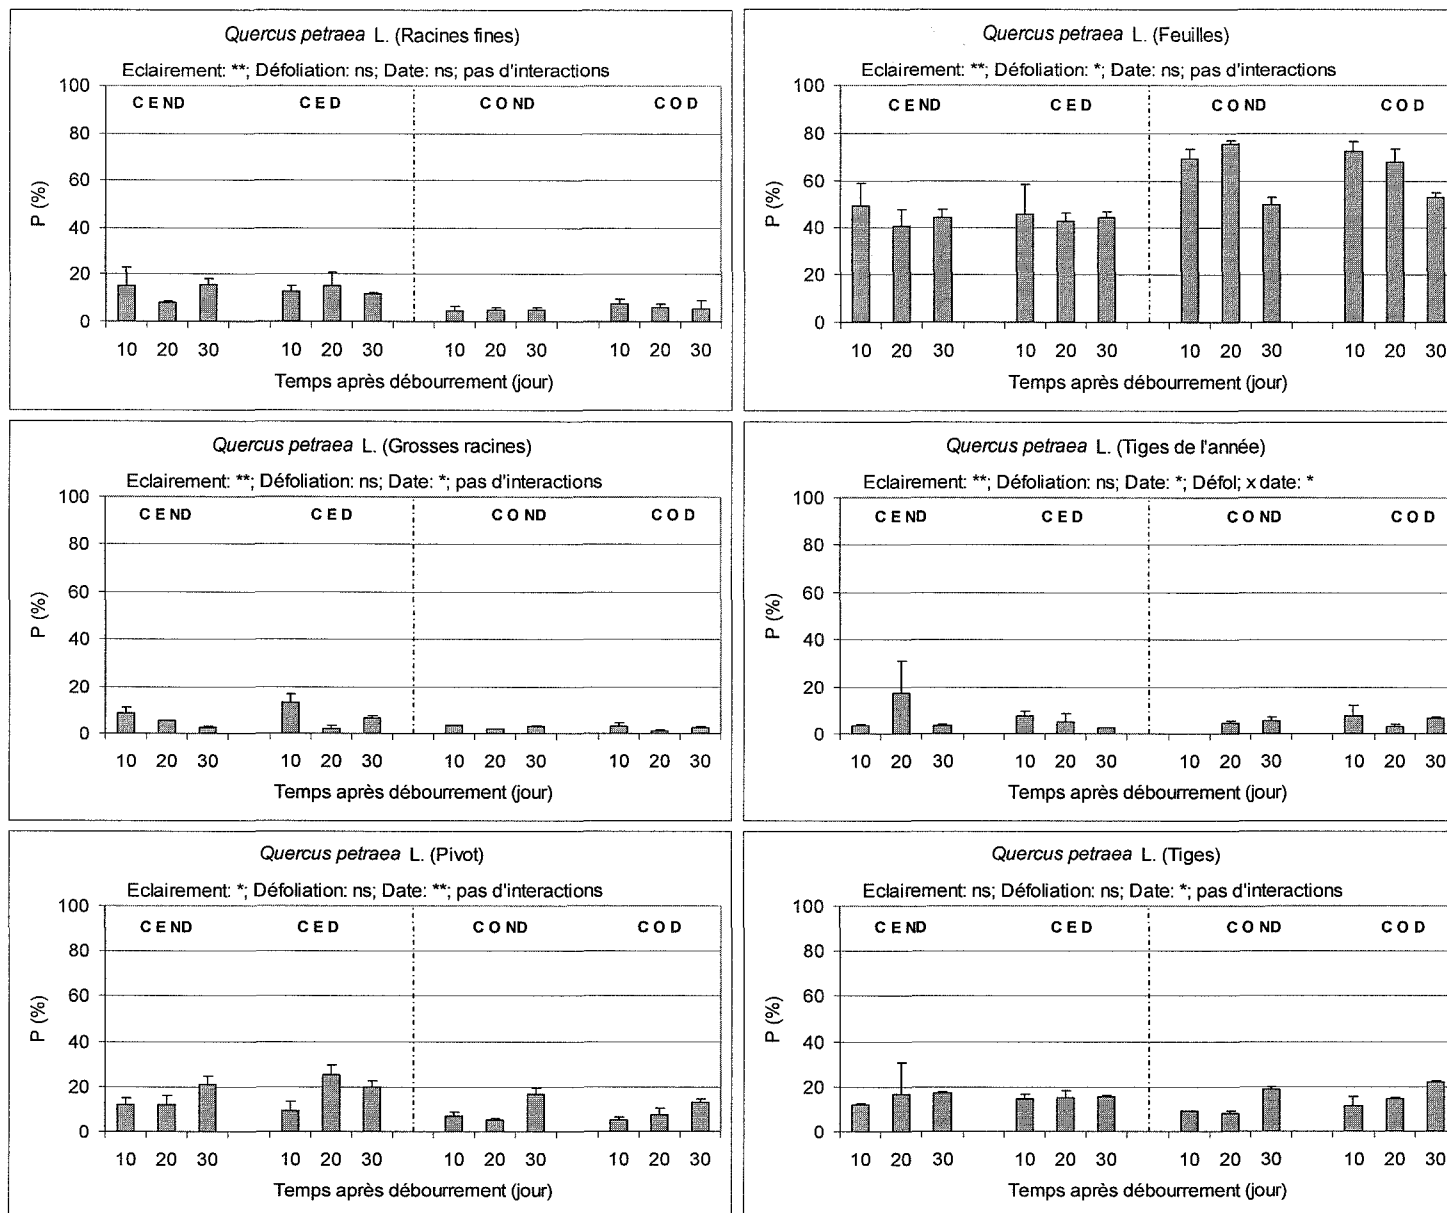 Quercus petraea L. (Racines fines)
Eclairement: **; Défoliation: ns; Date: ns; pas d'interactions
100
80
60
40
20
0
P (%)
C E ND
C E D
C O ND
C O D
10 20 30 10 20 30 10 20 30 10 20 30
Temps après débourrement (jour)
Quercus petraea L. (Feuilles)
Eclairement: **; Défoliation: *; Date: ns; pas d'interactions
100
80
60
40
20
0
P (%)
C E ND
C E D
C O ND
C O D
10 20 30 10 20 30 10 20 30 10 20 30
Temps après débourrement (jour)
Quercus petraea L. (Grosses racines)
Eclairement: **; Défoliation: ns; Date: *; pas d'interactions
100
80
60
40
20
0
P (%)
C E ND
C E D
C O ND
C O D
10 20 30 10 20 30 10 20 30 10 20 30
Temps après débourrement (jour)
Quercus petraea L. (Tiges de l'année)
Eclairement: **; Défoliation: ns; Date: *; Défol; x date: *
100
80
60
40
20
0
P (%)
C E ND
C E D
C O ND
C O D
10 20 30 10 20 30 10 20 30 10 20 30
Temps après débourrement (jour)
Quercus petraea L. (Pivot)
Eclairement: *; Défoliation: ns; Date: **; pas d'interactions
100
80
60
40
20
0
P (%)
C E ND
C E D
C O ND
C O D
10 20 30 10 20 30 10 20 30 10 20 30
Temps après débourrement (jour)
Quercus petraea L. (Tiges)
Eclairement: ns; Défoliation: ns; Date: *; pas d'interactions
100
80
60
40
20
0
P (%)
C E ND
C E D
C O ND
C O D
10 20 30 10 20 30 10 20 30 10 20 30
Temps après débourrement (jour)